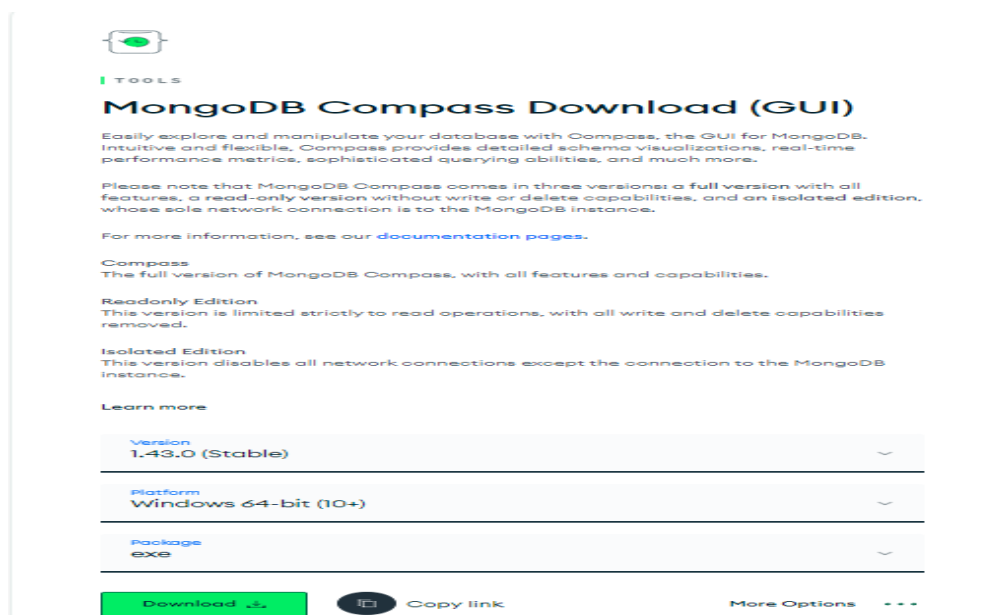 TOOLS
MongoDB Compass Download (GUI)
Easily explore and manipulate your database with Compass, the GUI for MongoDB.
Intuitive and flexible, Compass provides detailed schema visualizations, real-time
performance metrics, sophisticated querying abilities, and much more.
Please note that MongoDB Compass comes in three versions: a full version with all
features, a read-only version without write or delete capabilities, and an isolated edition,
whose sole network connection is to the MongoDB instance.
For more information, see our documentation pages.
Compass
The full version of MongoDB Compass, with all features and capabilities.
Readonly Edition
This version is limited strictly to read operations, with all write and delete capabilities
removed.
Isolated Edition
This version disables all network connections except the connection to the MongoDB
instance.
Learn more
Version
1.43.0 (Stable)
Platform
Windows 64-bit (10+)
Package
exe
Download Copy link More Options